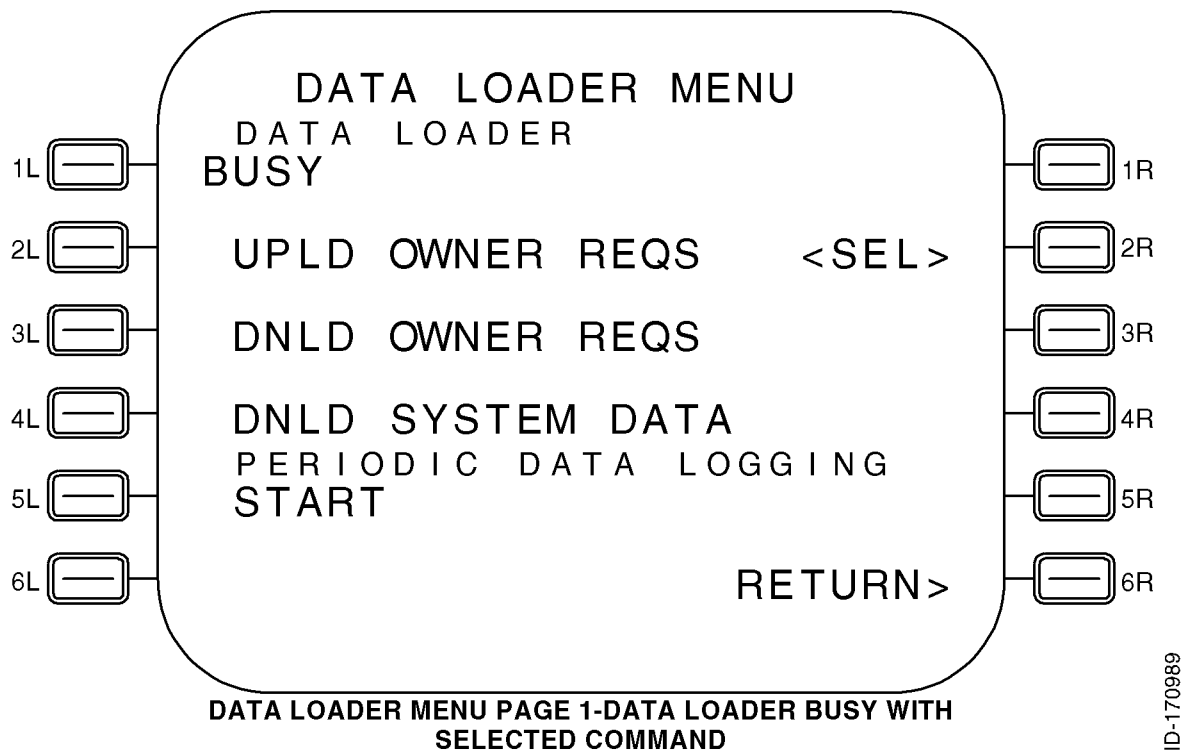 DATA LOADER MENU
DATA LOADER
1L BUSY 1R
2L UPLD OWNER REQS <SEL> 2R
3L DNLD OWNER REQS 3R
4L DNLD SYSTEM DATA 4R
PERIODIC DATA LOGGING
5L START 5R
6L RETURN> 6R
DATA LOADER MENU PAGE 1-DATA LOADER BUSY WITH
SELECTED COMMAND
ID-170989